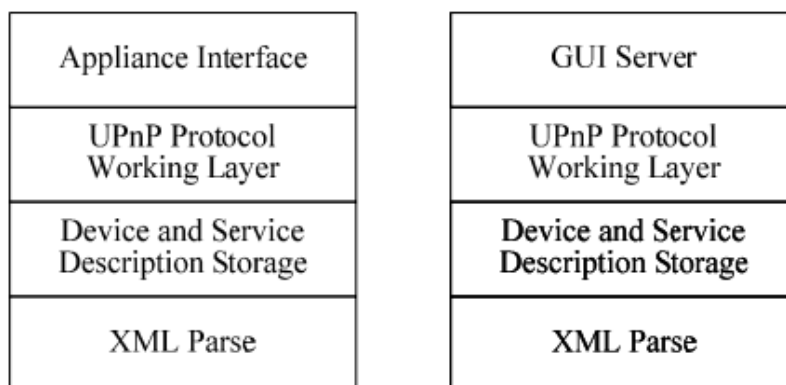 Appliance Interface
UPnP Protocol
Working Layer
Device and Service
Description Storage
XML Parse
GUI Server
UPnP Protocol
Working Layer
Device and Service
Description Storage
XML Parse